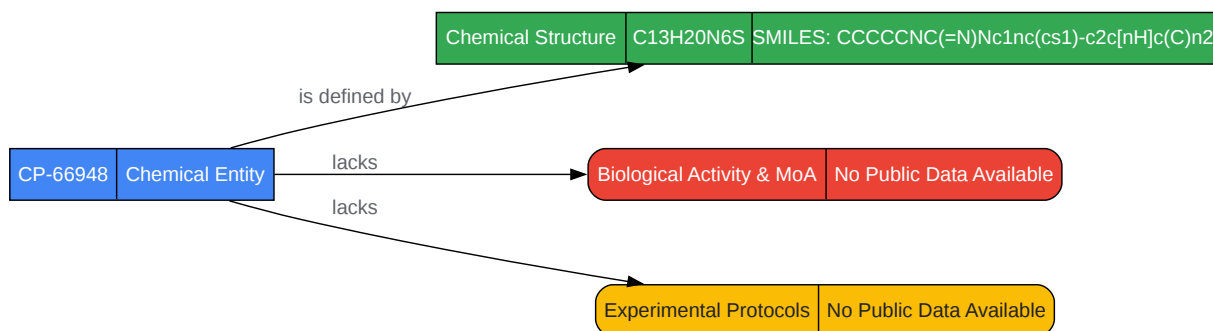 Chemical Structure C13H20N6S SMILES: CCCCCNC(=N)Nc1nc(cs1)-c2c[nH]c(C)n2
is defined by
CP-66948 Chemical Entity
lacks
Biological Activity & MoA No Public Data Available
lacks
Experimental Protocols No Public Data Available